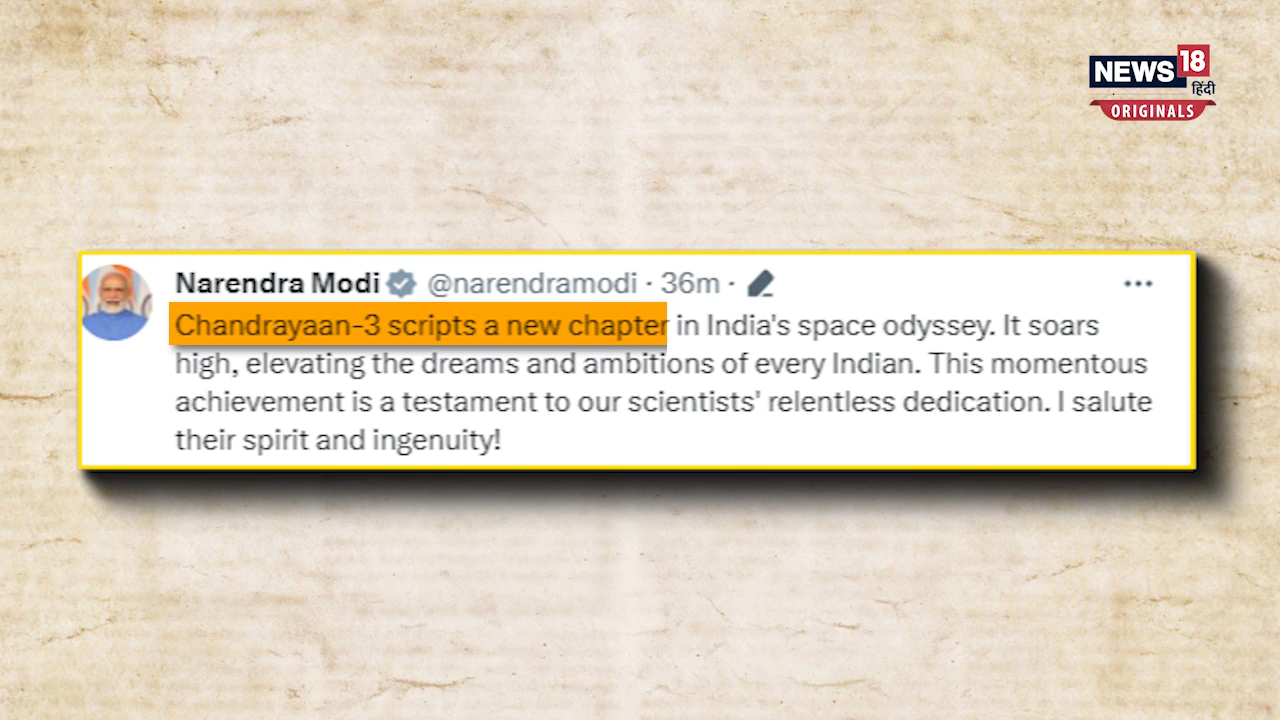 NEWS 18
हिंदी
ORIGINALS
Narendra Modi @narendramodi · 36m ·
Chandrayaan-3 scripts a new chapter in India's space odyssey. It soars
high, elevating the dreams and ambitions of every Indian. This momentous
achievement is a testament to our scientists' relentless dedication. I salute
their spirit and ingenuity!